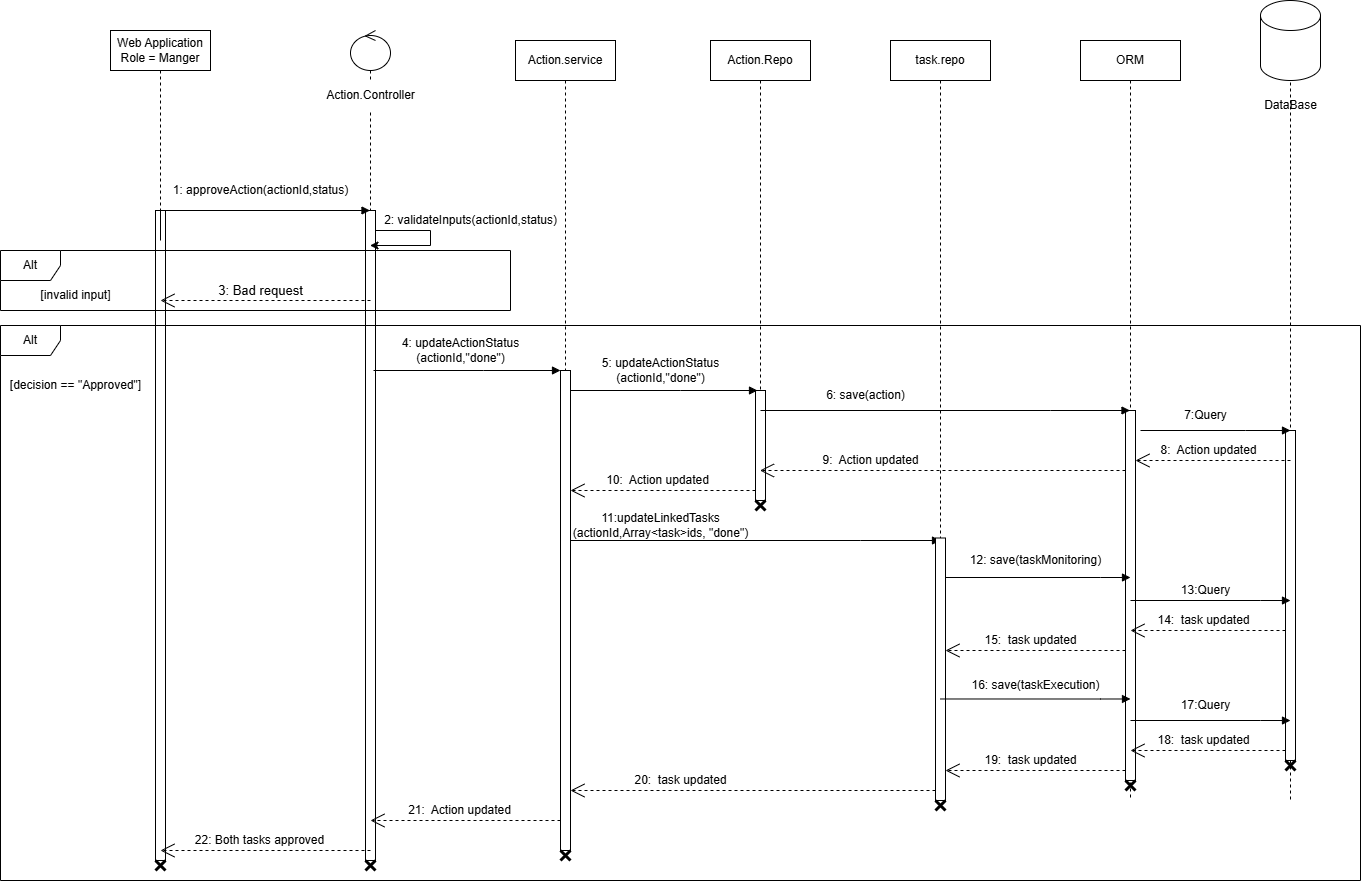 Web Application
Role = Manger
Action.Controller
Action.service
Action.Repo
task.repo
ORM
DataBase
1: approveAction(actionId,status)
2: validateInputs(actionId,status)
Alt
[invalid input]
3: Bad request
Alt
[decision == "Approved"]
4: updateActionStatus
(actionId,"done")
5: updateActionStatus
(actionId,"done")
6: save(action)
7:Query
8: Action updated
9: Action updated
10: Action updated
11:updateLinkedTasks
(actionId,Array<task>ids, "done")
12: save(taskMonitoring)
13:Query
14: task updated
15: task updated
16: save(taskExecution)
17:Query
18: task updated
19: task updated
20: task updated
21: Action updated
22: Both tasks approved